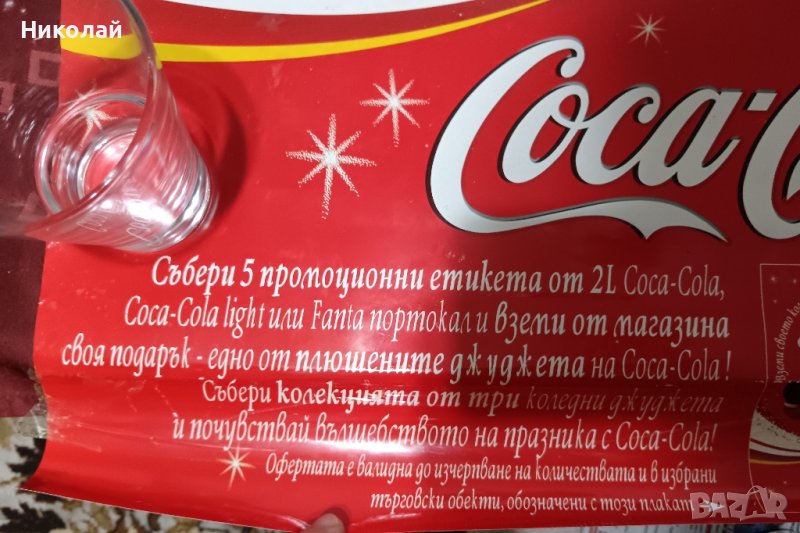 Николай
Coca-C
Събери 5 промоционни етикета от 2L Coca-Cola,
Coca-Cola light или Fanta портокал и вземи от магазина
своя подарък - едно от плюшените джуджета на Coca-Cola!
Събери колекцията от три коледни джуджета
и почувствай вълшебството на празника с Coca-Cola!
Офертата е валидна до изчерпване на количествата и в избрани
търговски обекти, обозначени с този плакат
BAZAR